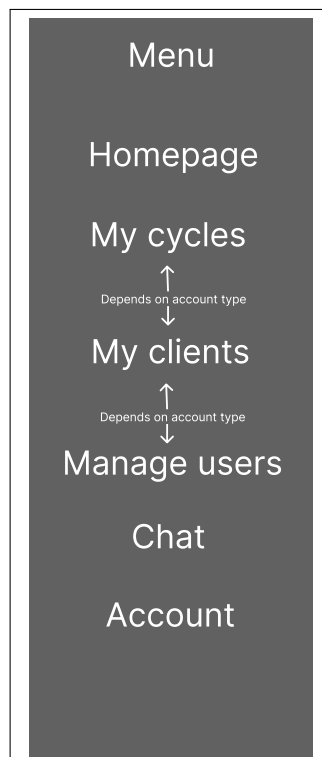 Menu
Homepage
My cycles
Depends on account type
My clients
Depends on account type
Manage users
Chat
Account